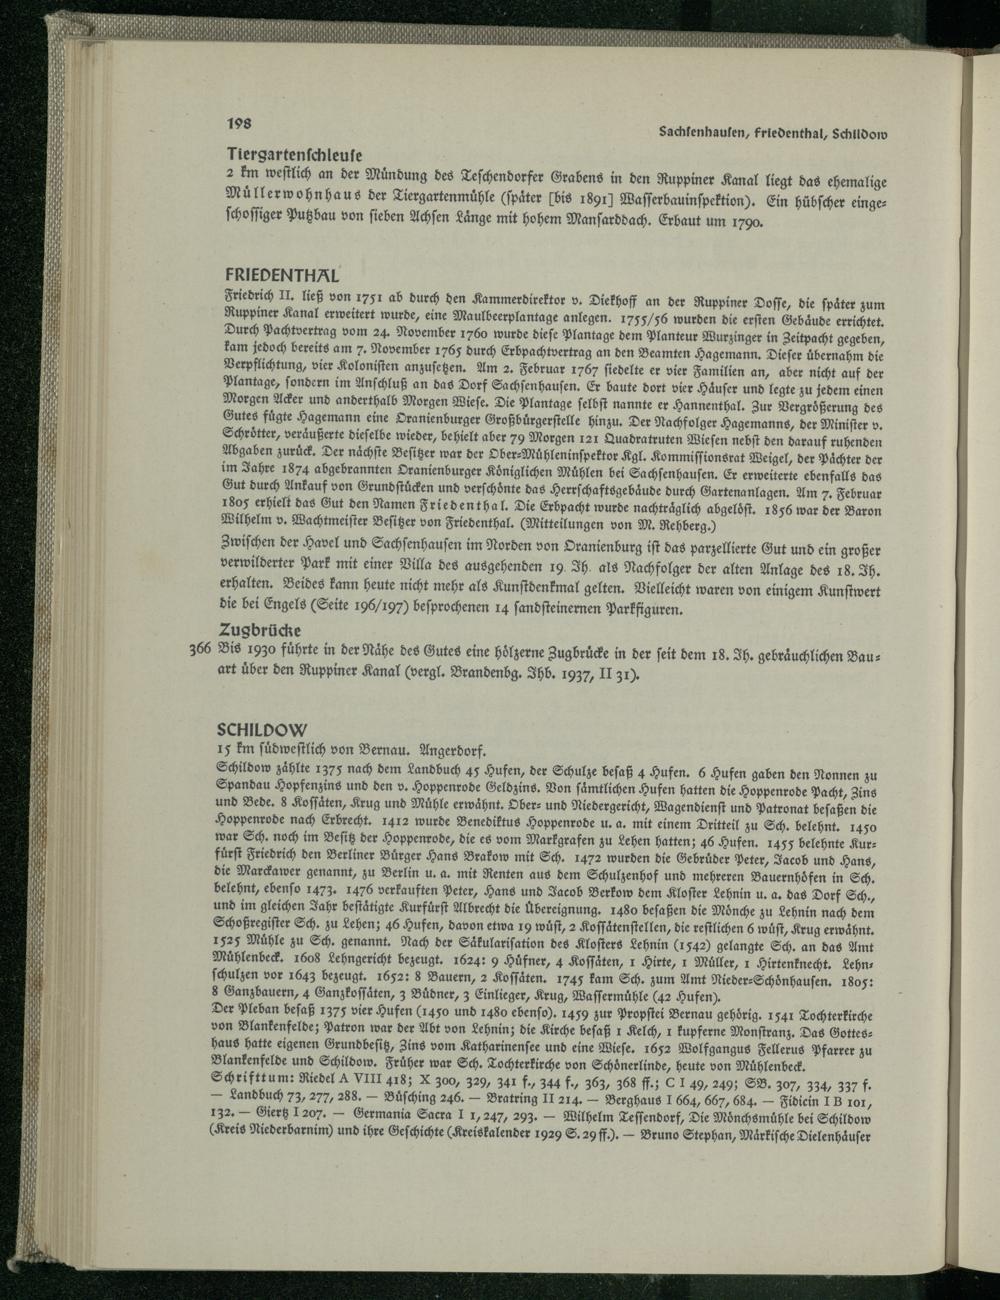 198
Sachsenhausen, Friedenthal, Schildow
Tiergartenschleuse
2 km westlich an der Mündung des Teschendorfer Grabens in den Ruppiner Kanal liegt das ehemalige
Müllerwohnhaus der Tiergartenmühle (später [bis 1891] Wasserbauinspektion). Ein hübscher einge-
schossiger Putzbau von sieben Achsen Länge mit hohem Mansarddach. Erbaut um 1790.
FRIEDENTHAL
Friedrich II. ließ von 1751 ab durch den Kammerdirektor v. Diekhoff an der Ruppiner Dosse, die später zum
Ruppiner Kanal erweitert wurde, eine Maulbeerplantage anlegen. 1755/56 wurden die ersten Gebäude errichtet.
Durch Pachtvertrag vom 24. November 1760 wurde diese Plantage dem Planteur Wurzinger in Zeitpacht gegeben,
kam jedoch bereits am 7. November 1765 durch Erbpachtvertrag an den Beamten Hagemann. Dieser übernahm die
Verpflichtung, vier Kolonisten anzusetzen. Am 2. Februar 1767 siedelte er vier Familien an, aber nicht auf der
Plantage, sondern im Anschluß an das Dorf Sachsenhausen. Er baute dort vier Häuser und legte zu jedem einen
Morgen Acker und anderthalb Morgen Wiese. Die Plantage selbst nannte er Hannenthal. Zur Vergrößerung des
Gutes fügte Hagemann eine Oranienburger Großbürgerstelle hinzu. Der Nachfolger Hagemanns, der Minister v.
Schrötter, veräußerte dieselbe wieder, behielt aber 79 Morgen 121 Quadratruten Wiesen nebst den darauf ruhenden
Abgaben zurück. Der nächste Besitzer war der Ober-Mühleninspektor Kgl. Kommissionsrat Weigel, der Pächter der
im Jahre 1874 abgebrannten Oranienburger Königlichen Mühlen bei Sachsenhausen. Er erweiterte ebenfalls das
Gut durch Ankauf von Grundstücken und verschönte das Herrschaftsgebäude durch Gartenanlagen. Am 7. Februar
1805 erhielt das Gut den Namen Friedenthal. Die Erbpacht wurde nachträglich abgelöst. 1856 war der Baron
Wilhelm v. Wachtmeister Besitzer von Friedenthal. (Mitteilungen von M. Rehberg.)
Zwischen der Havel und Sachsenhausen im Norden von Oranienburg ist das parzellierte Gut und ein großer
verwilderter Park mit einer Villa des ausgehenden 19. Jh. als Nachfolger der alten Anlage des 18. Jh.
erhalten. Beides kann heute nicht mehr als Kunstdenkmal gelten. Vielleicht waren von einigem Kunstwert
die bei Engels (Seite 196/197) besprochenen 14 sandsteinernen Parkfiguren.
Zugbrücke
366 Bis 1930 führte in der Nähe des Gutes eine hölzerne Zugbrücke in der seit dem 18. Jh. gebräuchlichen Bau-
art über den Ruppiner Kanal (vergl. Brandenbg. Jhb. 1937, II 31).
SCHILDOW
15 km südwestlich von Bernau. Angerdorf.
Schildow zählte 1375 nach dem Landbuch 45 Hufen, der Schulze besaß 4 Hufen. 6 Hufen gaben den Nonnen zu
Spandau Hopfenzins und den v. Hoppenrode Geldzins. Von sämtlichen Hufen hatten die Hoppenrode Pacht, Zins
und Bede. 8 Kossäten, Krug und Mühle erwähnt. Ober- und Niedergericht, Wagendienst und Patronat besaßen die
Hoppenrode nach Erbrecht. 1412 wurde Benediktus Hoppenrode u. a. mit einem Dritteil zu Sch. belehnt. 1450
war Sch. noch im Besitz der Hoppenrode, die es vom Markgrafen zu Lehen hatten; 46 Hufen. 1455 belehnte Kur-
fürst Friedrich den Berliner Bürger Hans Brakow mit Sch. 1472 wurden die Gebrüder Peter, Jacob und Hans,
die Marckawer genannt, zu Berlin u. a. mit Renten aus dem Schulzenhof und mehreren Bauernhöfen in Sch.
belehnt, ebenso 1473. 1476 verkauften Peter, Hans und Jacob Berkow dem Kloster Lehnin u. a. das Dorf Sch.,
und im gleichen Jahr bestätigte Kurfürst Albrecht die Übereignung. 1480 besaßen die Mönche zu Lehnin nach dem
Schoßregister Sch. zu Lehen; 46 Hufen, davon etwa 19 wüst, 2 Kossätenstellen, die restlichen 6 wüst, Krug erwähnt.
1525 Mühle zu Sch. genannt. Nach der Säkularisation des Klosters Lehnin (1542) gelangte Sch. an das Amt
Mühlenbeck. 1608 Lehngericht bezeugt. 1624: 9 Hüfner, 4 Kossäten, 1 Hirte, 1 Müller, 1 Hirtenknecht. Lehn-
schulzen vor 1643 bezeugt. 1652: 8 Bauern, 2 Kossäten. 1745 kam Sch. zum Amt Nieder-Schönhausen. 1805:
8 Ganzbauern, 4 Ganzkossäten, 3 Büdner, 3 Einlieger, Krug, Wassermühle (42 Hufen).
Der Pleban besaß 1375 vier Hufen (1450 und 1480 ebenso). 1459 zur Propstei Bernau gehörig. 1541 Tochterkirche
von Blankenfelde; Patron war der Abt von Lehnin; die Kirche besaß 1 Kelch, 1 kupferne Monstranz. Das Gottes-
haus hatte eigenen Grundbesitz, Zins vom Katharinensee und eine Wiese. 1652 Wolfgangus Fellerus Pfarrer zu
Blankenfelde und Schildow. Früher war Sch. Tochterkirche von Schönerlinde, heute von Mühlenbeck.
Schrifttum: Riedel A VIII 418; X 300, 329, 341 f., 344 f., 363, 368 ff.; C I 49, 249; SB. 307, 334, 337 f.
— Landbuch 73, 277, 288. — Büsching 246. — Bratring II 214. — Berghaus I 664, 667, 684. — Fidicin I B 101,
132. — Giertz I 207. — Germania Sacra I 1, 247, 293. — Wilhelm Tessendorf, Die Mönchsmühle bei Schildow
(Kreis Niederbarnim) und ihre Geschichte (Kreiskalender 1929 S. 29 ff.). — Bruno Stephan, Märkische Dielenhäuser